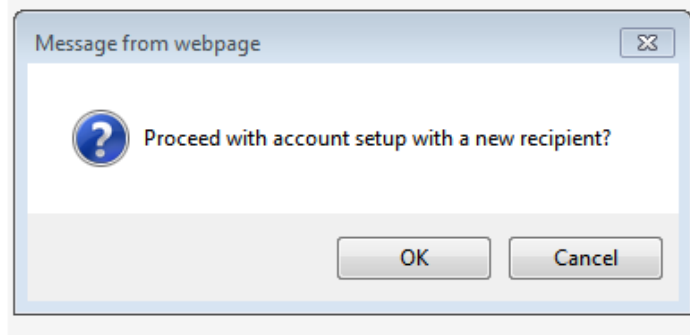 Message from webpage
Proceed with account setup with a new recipient?
OK
Cancel